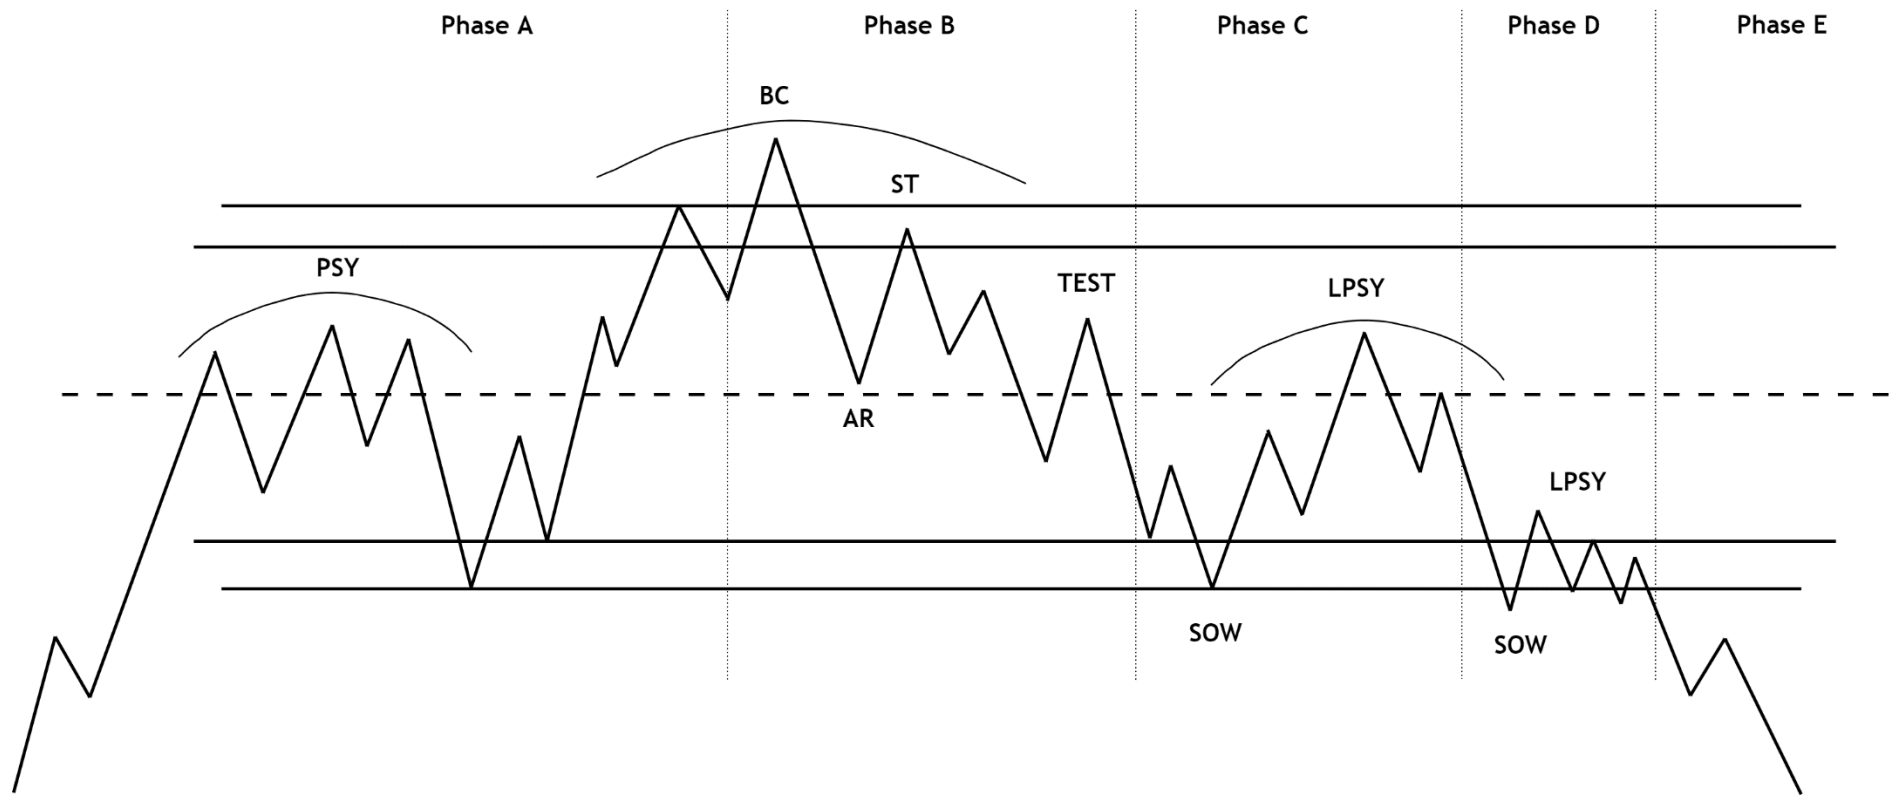 Phase A
Phase B
Phase C
Phase D
Phase E
BC
ST
PSY
TEST
LPSY
AR
LPSY
SOW
SOW